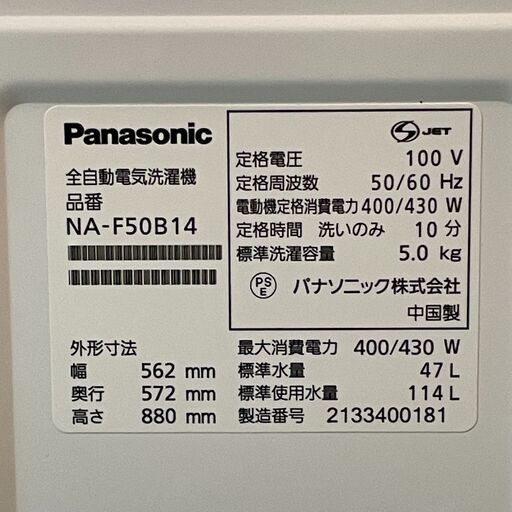 Panasonic
全自動電気洗濯機
品番
NA-F50B14
S JET
定格電圧 100 V
定格周波数 50/60 Hz
電動機定格消費電力 400/430 W
定格時間 洗いのみ 10 分
標準洗濯容量 5.0 kg
PS E パナソニック株式会社
中国製
外形寸法
幅 562 mm
奥行 572 mm
高さ 880 mm
最大消費電力 400/430 W
標準水量 47 L
標準使用水量 114 L
製造番号 2133400181